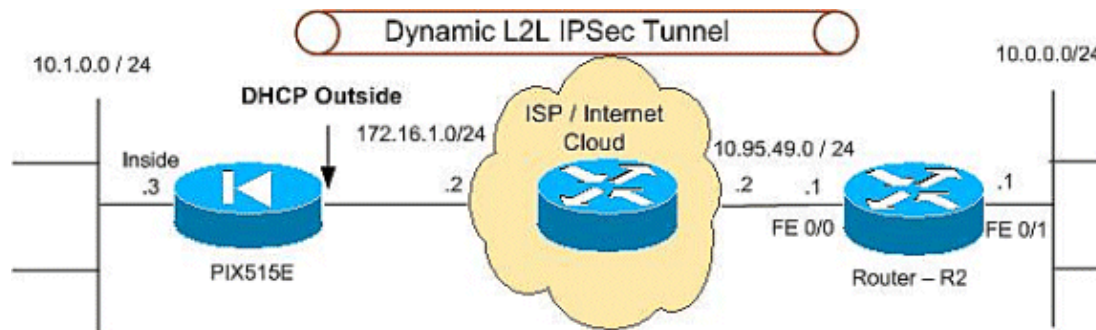 Dynamic L2L IPSec Tunnel
10.1.0.0 / 24
10.0.0.0/24
DHCP Outside
ISP / Internet
Cloud
172.16.1.0/24
10.95.49.0 / 24
Inside
.3
.2
.2
.1
.1
FE 0/0
FE 0/1
PIX515E
Router – R2